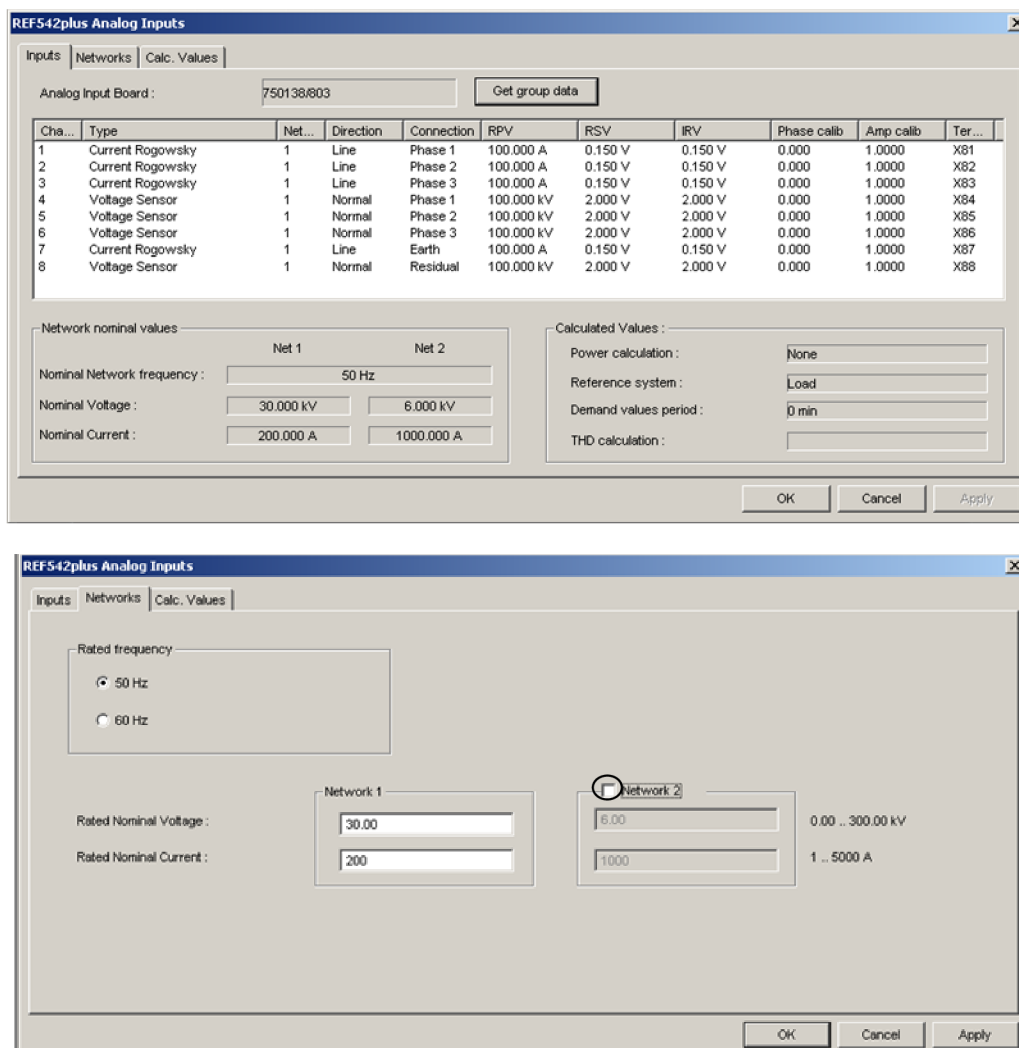 REF542plus Analog Inputs
Inputs Networks Calc. Values
Analog Input Board : 750138/803 Get group data
Cha... Type Net... Direction Connection RPV RSV IRV Phase calib Amp calib Ter...
1 Current Rogowsky 1 Line Phase 1 100.000 A 0.150 V 0.150 V 0.000 1.0000 X81
2 Current Rogowsky 1 Line Phase 2 100.000 A 0.150 V 0.150 V 0.000 1.0000 X82
3 Current Rogowsky 1 Line Phase 3 100.000 A 0.150 V 0.150 V 0.000 1.0000 X83
4 Voltage Sensor 1 Normal Phase 1 100.000 kV 2.000 V 2.000 V 0.000 1.0000 X84
5 Voltage Sensor 1 Normal Phase 2 100.000 kV 2.000 V 2.000 V 0.000 1.0000 X85
6 Voltage Sensor 1 Normal Phase 3 100.000 kV 2.000 V 2.000 V 0.000 1.0000 X86
7 Current Rogowsky 1 Line Earth 100.000 A 0.150 V 0.150 V 0.000 1.0000 X87
8 Voltage Sensor 1 Normal Residual 100.000 kV 2.000 V 2.000 V 0.000 1.0000 X88
Network nominal values
Net 1 Net 2
Nominal Network frequency : 50 Hz
Nominal Voltage : 30.000 kV 6.000 kV
Nominal Current : 200.000 A 1000.000 A
Calculated Values :
Power calculation : None
Reference system : Load
Demand values period : 0 min
THD calculation :
OK Cancel Apply
REF542plus Analog Inputs
Inputs Networks Calc. Values
Rated frequency
50 Hz
60 Hz
Network 1 Network 2
Rated Nominal Voltage : 30.00 6.00 0.00 .. 300.00 kV
Rated Nominal Current : 200 1000 1 .. 5000 A
OK Cancel Apply